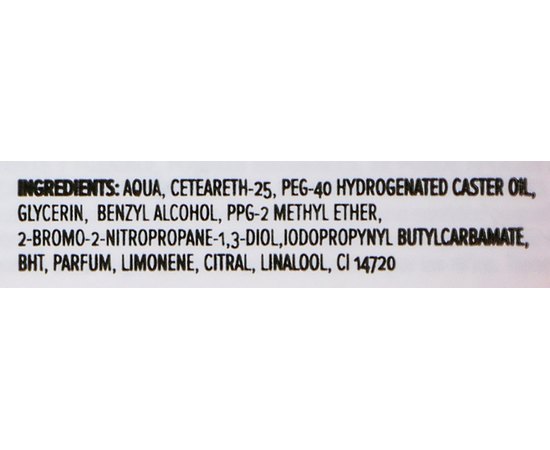 INGREDIENTS: AQUA, CETEARETH-25, PEG-40 HYDROGENATED CASTER OIL,
GLYCERIN, BENZYL ALCOHOL, PPG-2 METHYL ETHER,
2-BROMO-2-NITROPROPANE-1,3-DIOL,IODOPROPYNYL BUTYLCARBAMATE,
BHT, PARFUM, LIMONENE, CITRAL, LINALOOL, CI 14720